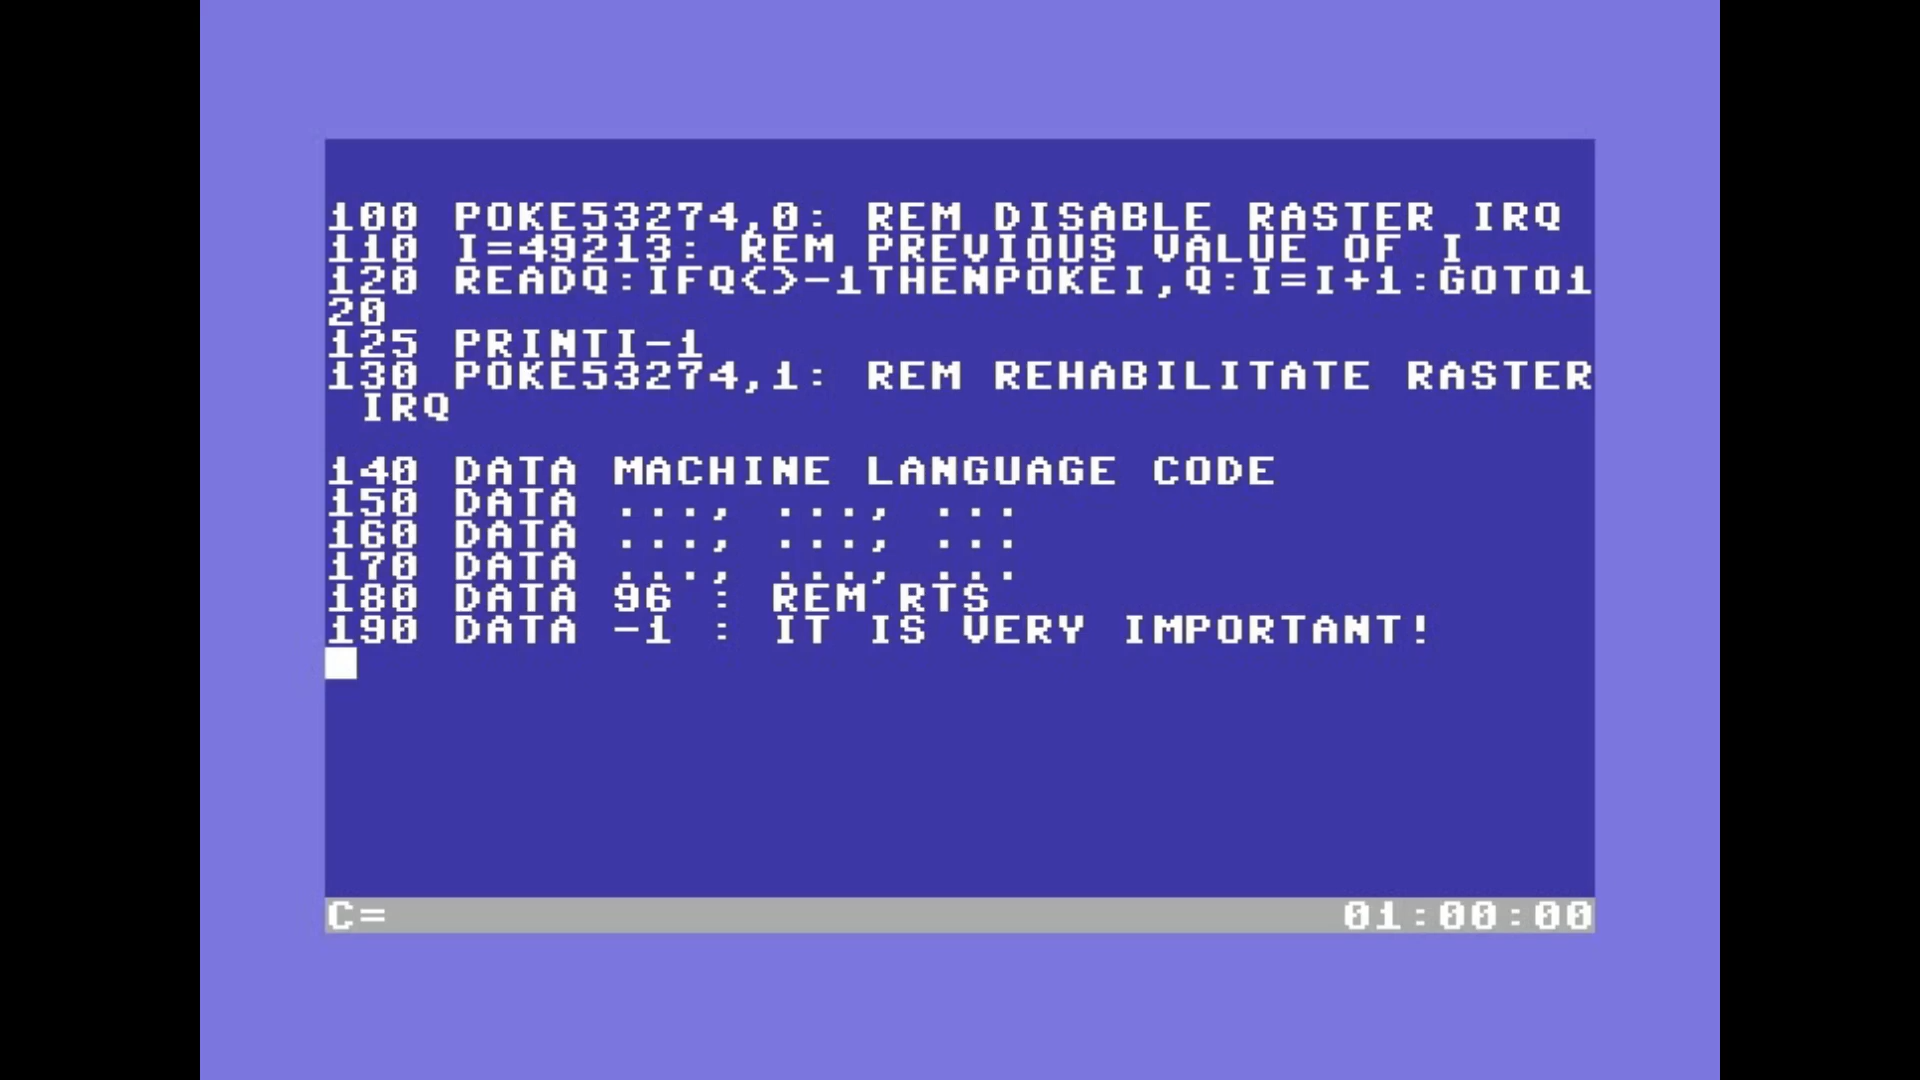 100 POKE53274,0: REM DISABLE RASTER IRQ
110 I=49213: REM PREVIOUS VALUE OF I
120 READQ:IFQ<>-1THENPOKEI,Q:I=I+1:GOTO1
20
125 PRINTI-1
130 POKE53274,1: REM REHABILITATE RASTER
 IRQ
140 DATA MACHINE LANGUAGE CODE
150 DATA ..., ..., ...
160 DATA ..., ..., ...
170 DATA ..., ..., ...
180 DATA 96 : REM RTS
190 DATA -1 : IT IS VERY IMPORTANT!
C= 01:00:00